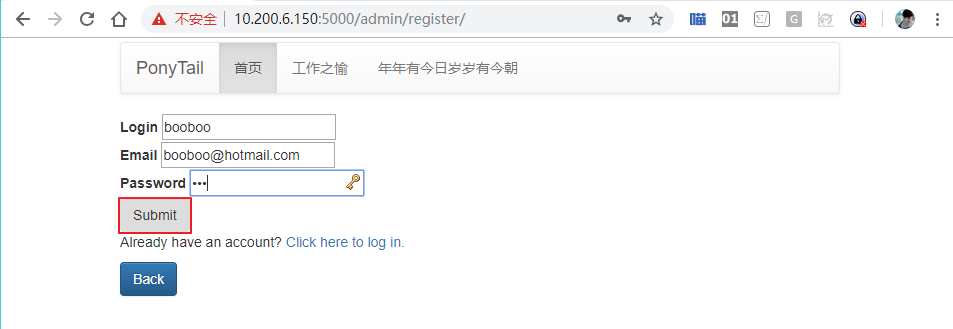 不安全 10.200.6.150:5000/admin/register/
PonyTail 首页 工作之愉 年年有今日岁岁有今朝
Login booboo
Email booboo@hotmail.com
Password •••
Submit
Already have an account? Click here to log in.
Back